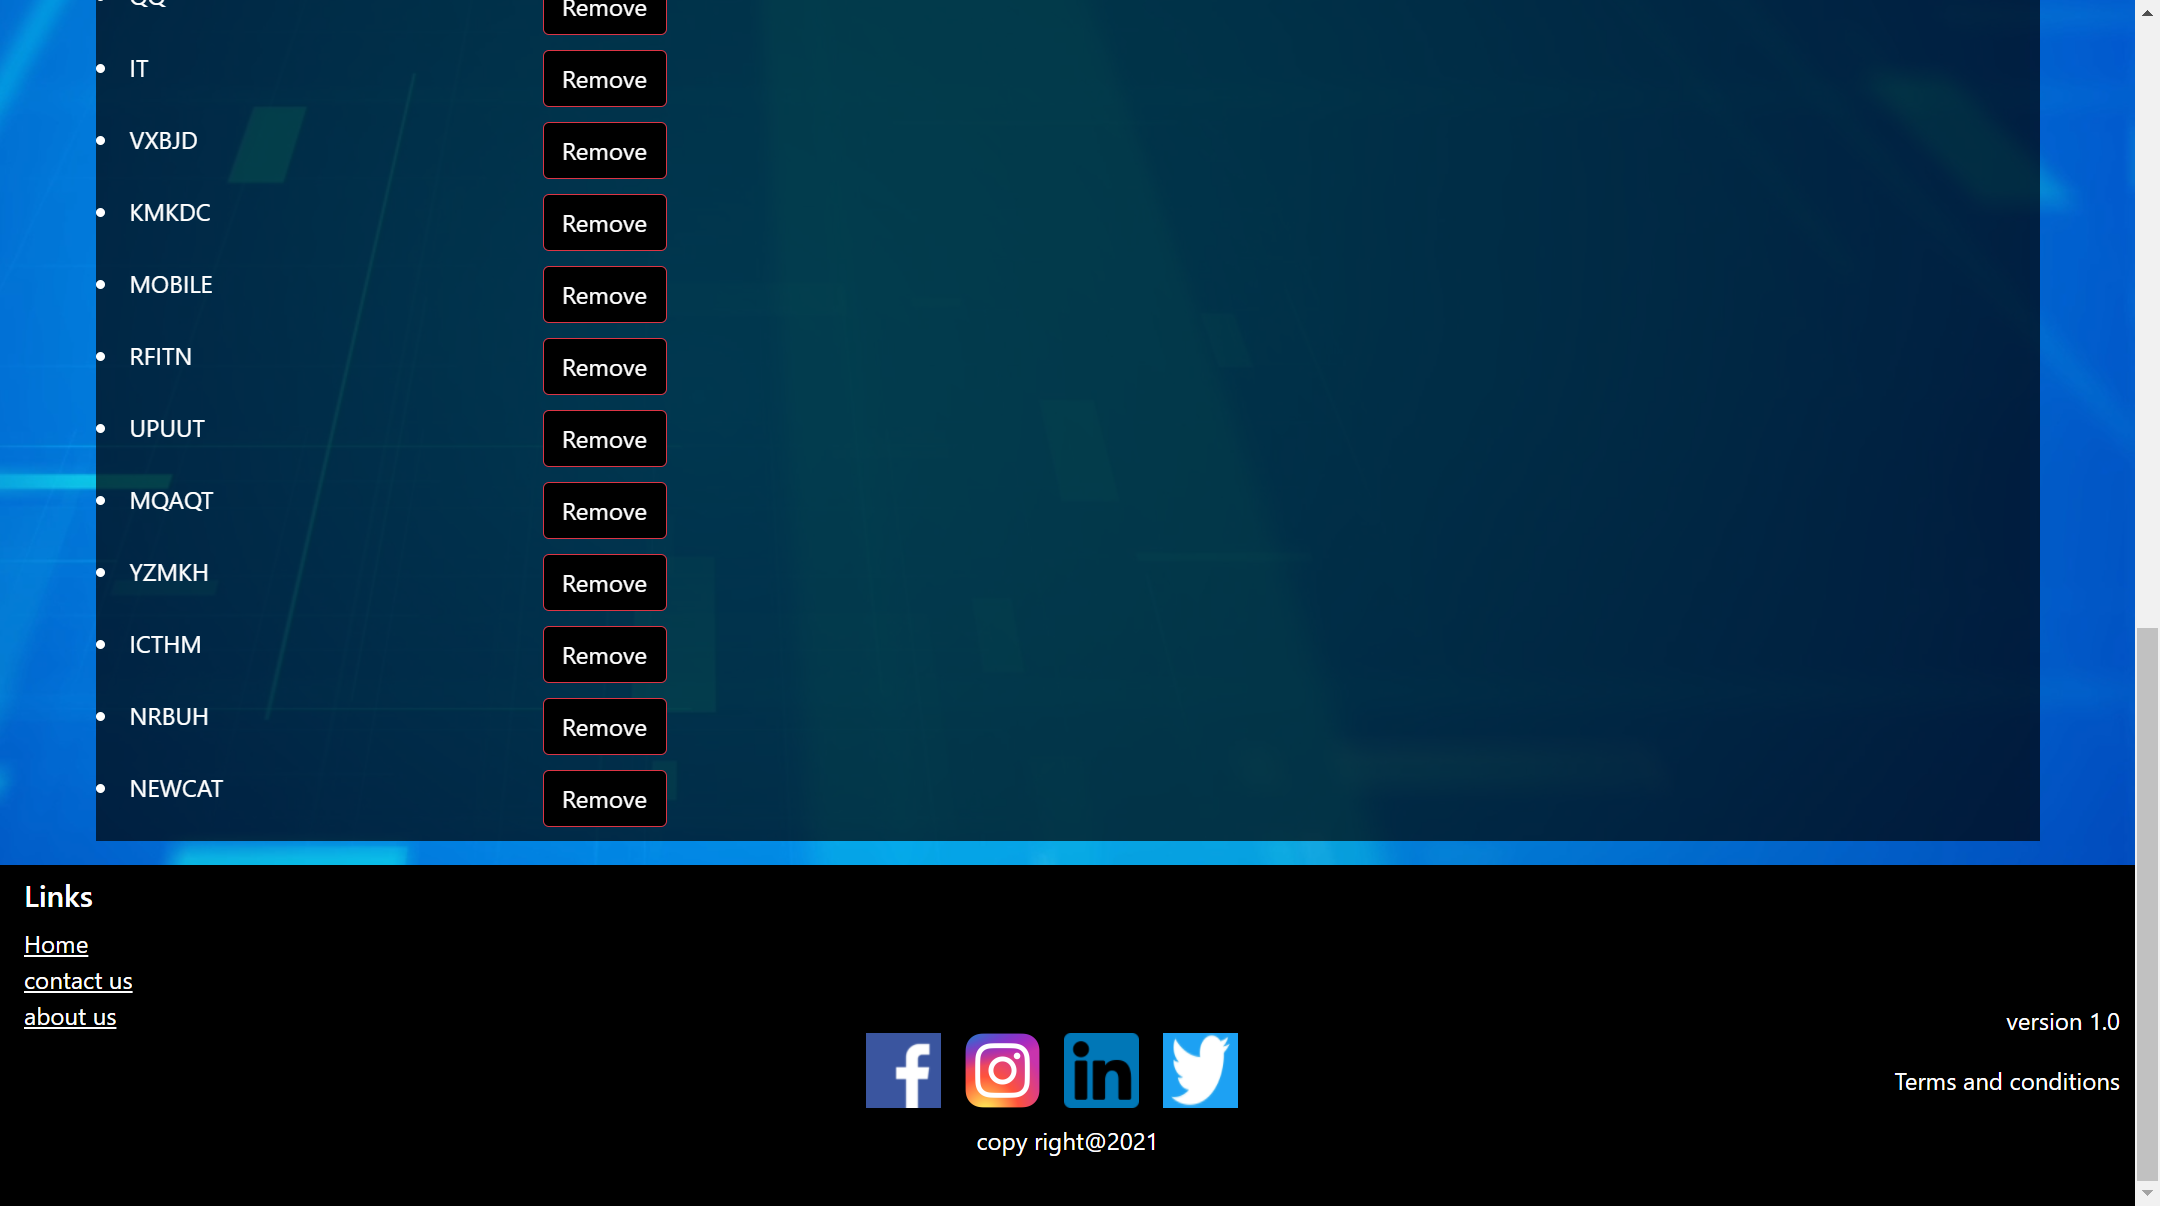 QQ Remove
IT Remove
VXBJD Remove
KMKDC Remove
MOBILE Remove
RFITN Remove
UPUUT Remove
MQAQT Remove
YZMKH Remove
ICTHM Remove
NRBUH Remove
NEWCAT Remove
Links
Home
contact us
about us
version 1.0
f in
Terms and conditions
copy right@2021